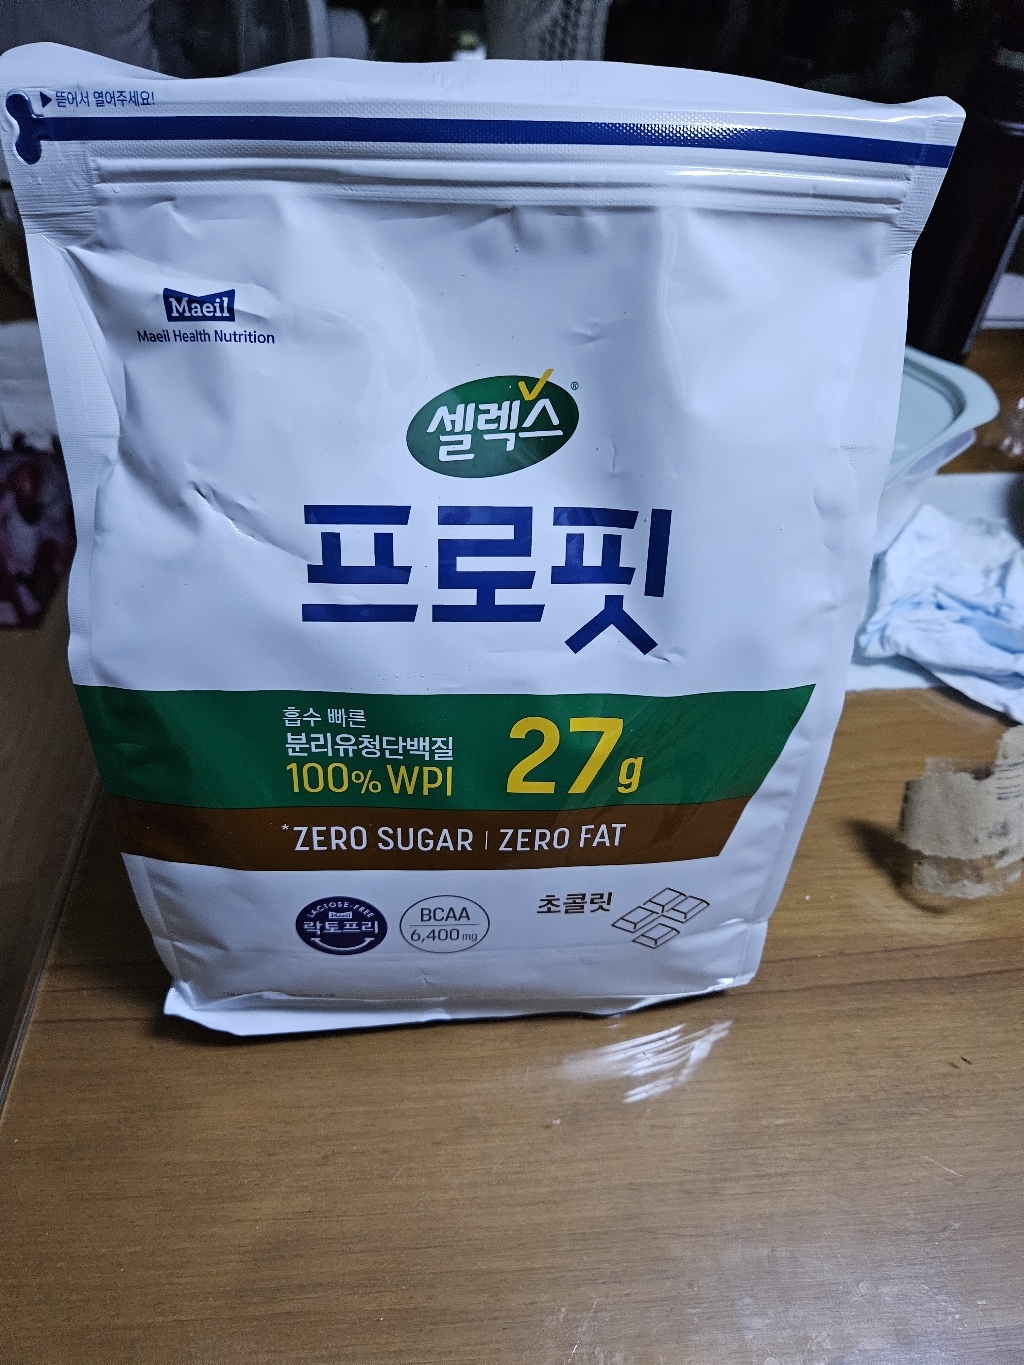 ▶뜯어서 열어주세요!
Maeil
Maeil Health Nutrition
셀렉스®
프로핏
흡수 빠른
분리유청단백질
100% WPI
27g
*ZERO SUGAR | ZERO FAT
LACTOSE-FREE
Maeil
락토프리
BCAA
6,400mg
초콜릿